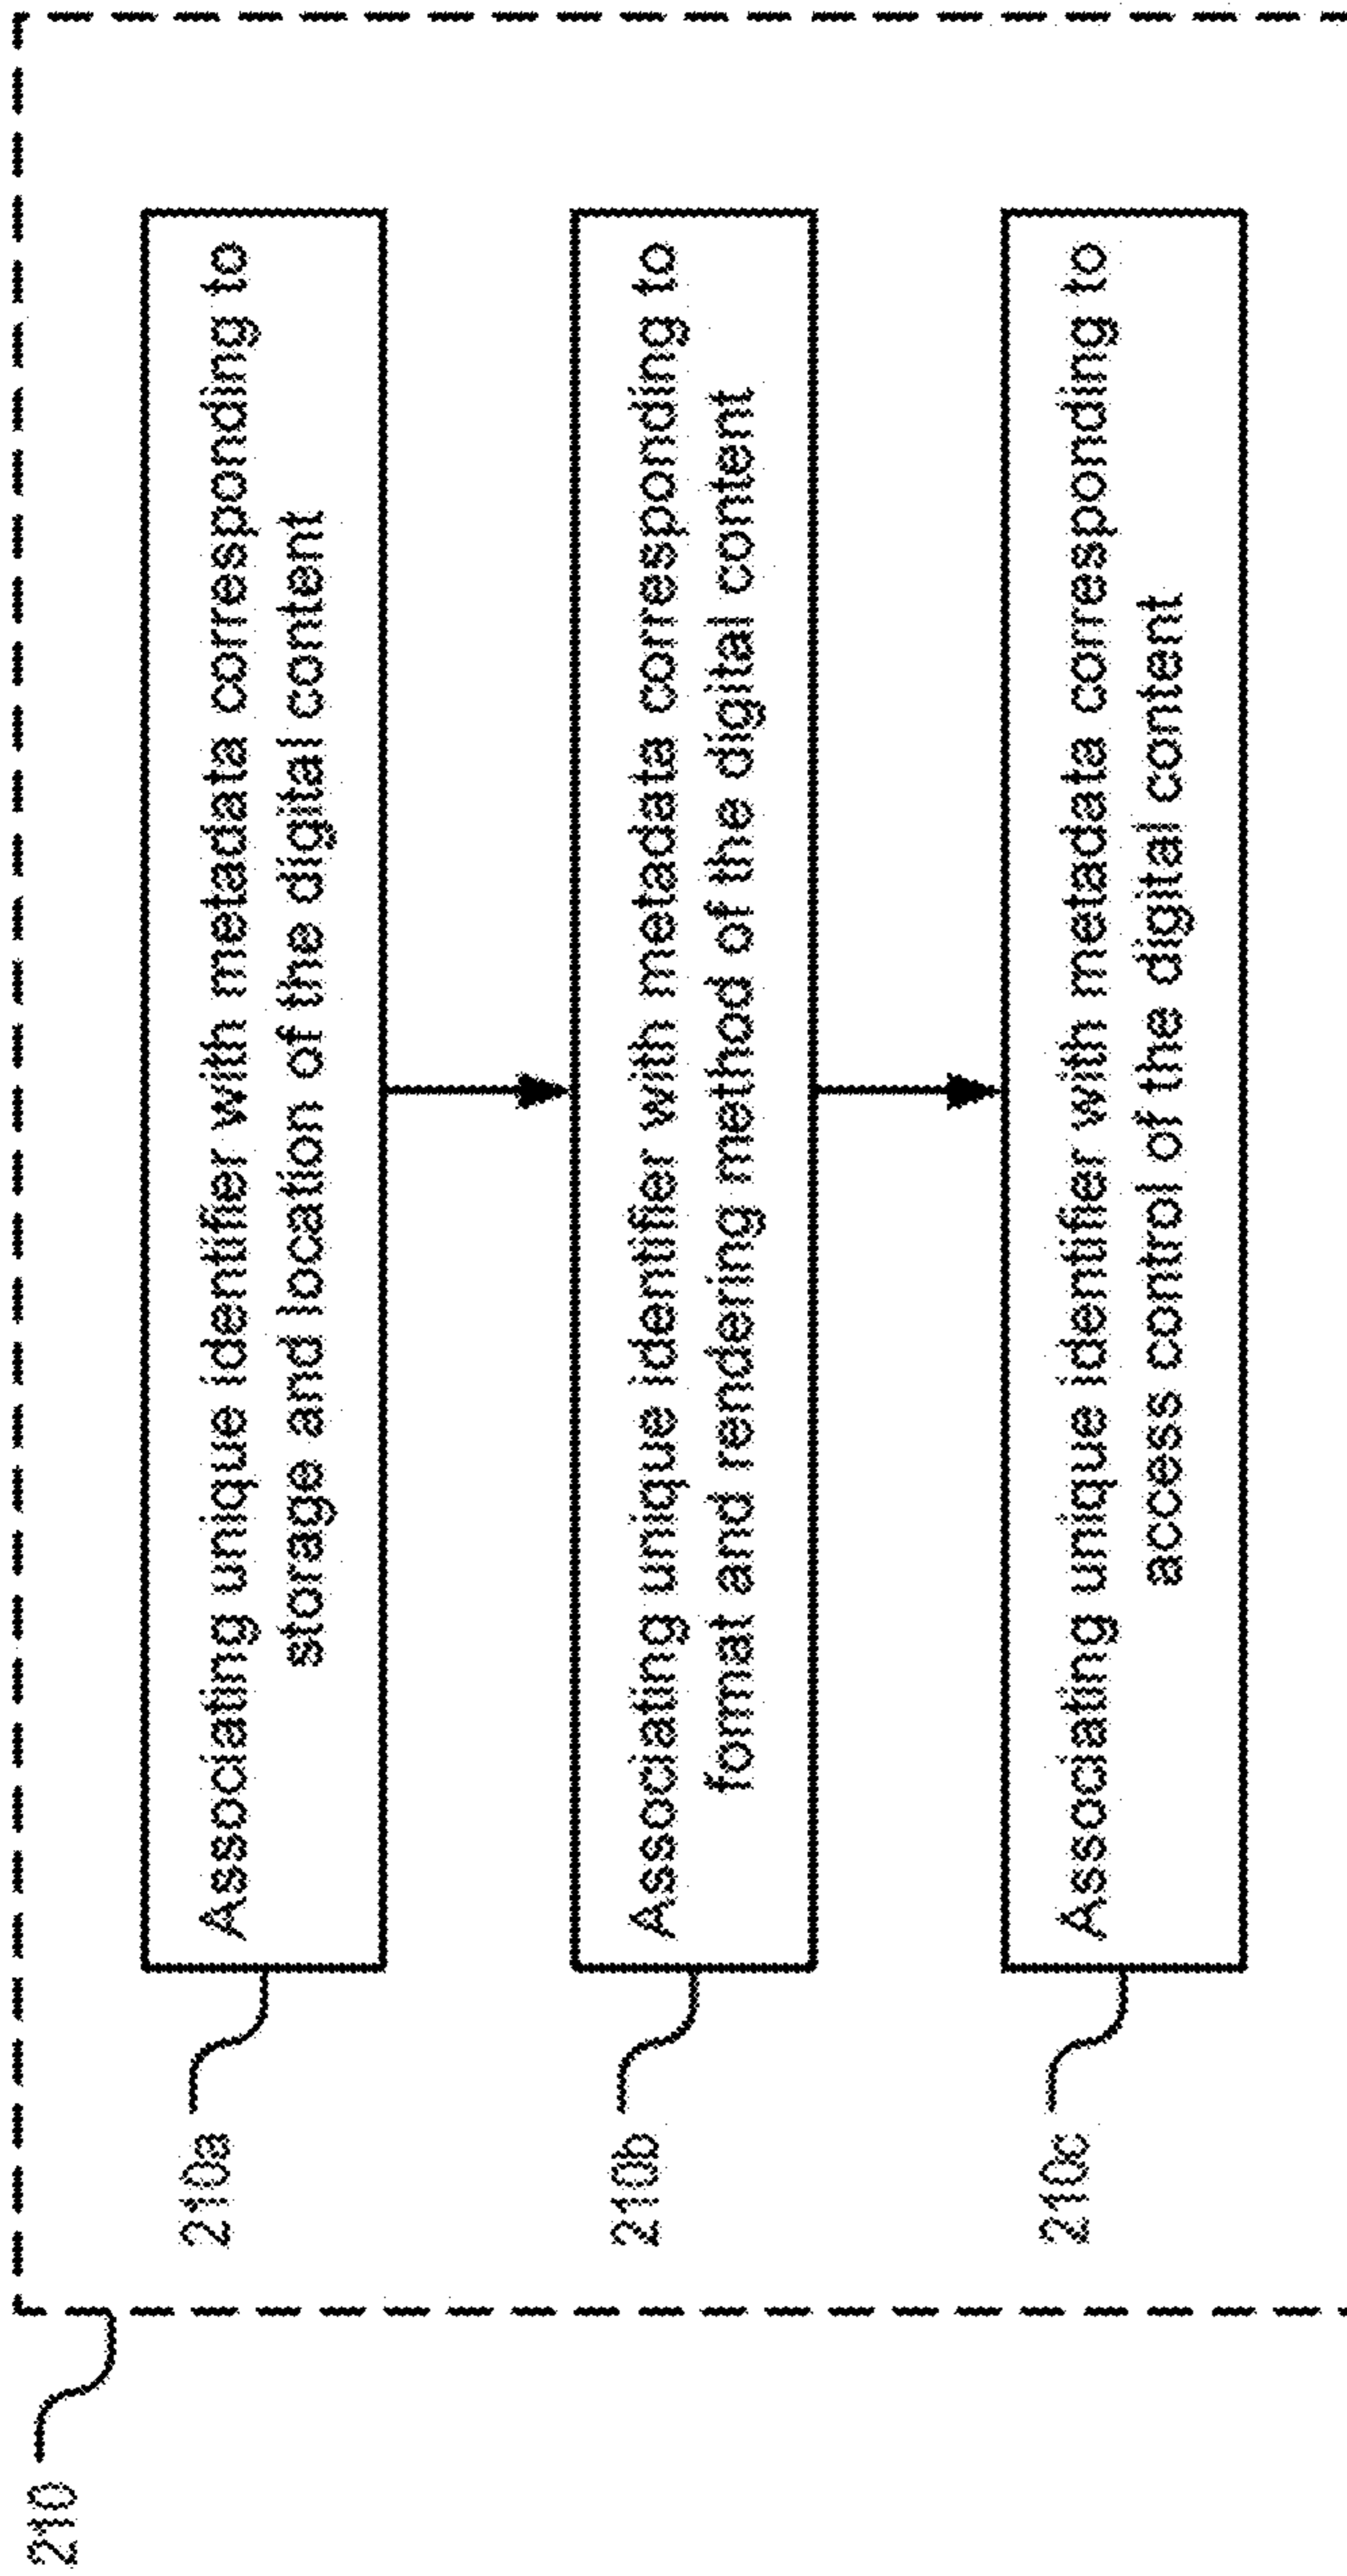 210
210a
Associating unique identifier with metadata corresponding to
storage and location of the digital content
210b
Associating unique identifier with metadata corresponding to
format and rendering method of the digital content
210c
Associating unique identifier with metadata corresponding to
access control of the digital content